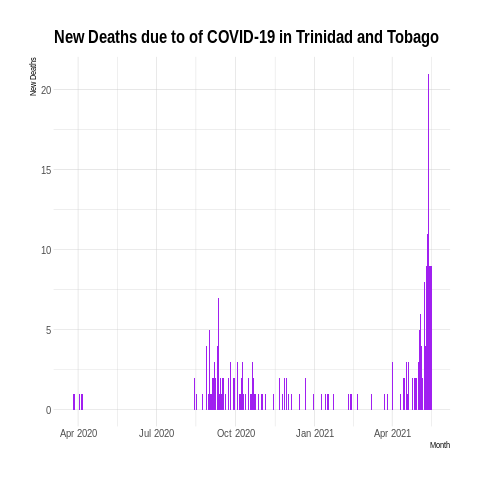 New Deaths due to of COVID-19 in Trinidad and Tobago
New Deaths
20
15
10
5
0
Apr 2020 Jul 2020 Oct 2020 Jan 2021 Apr 2021
Month